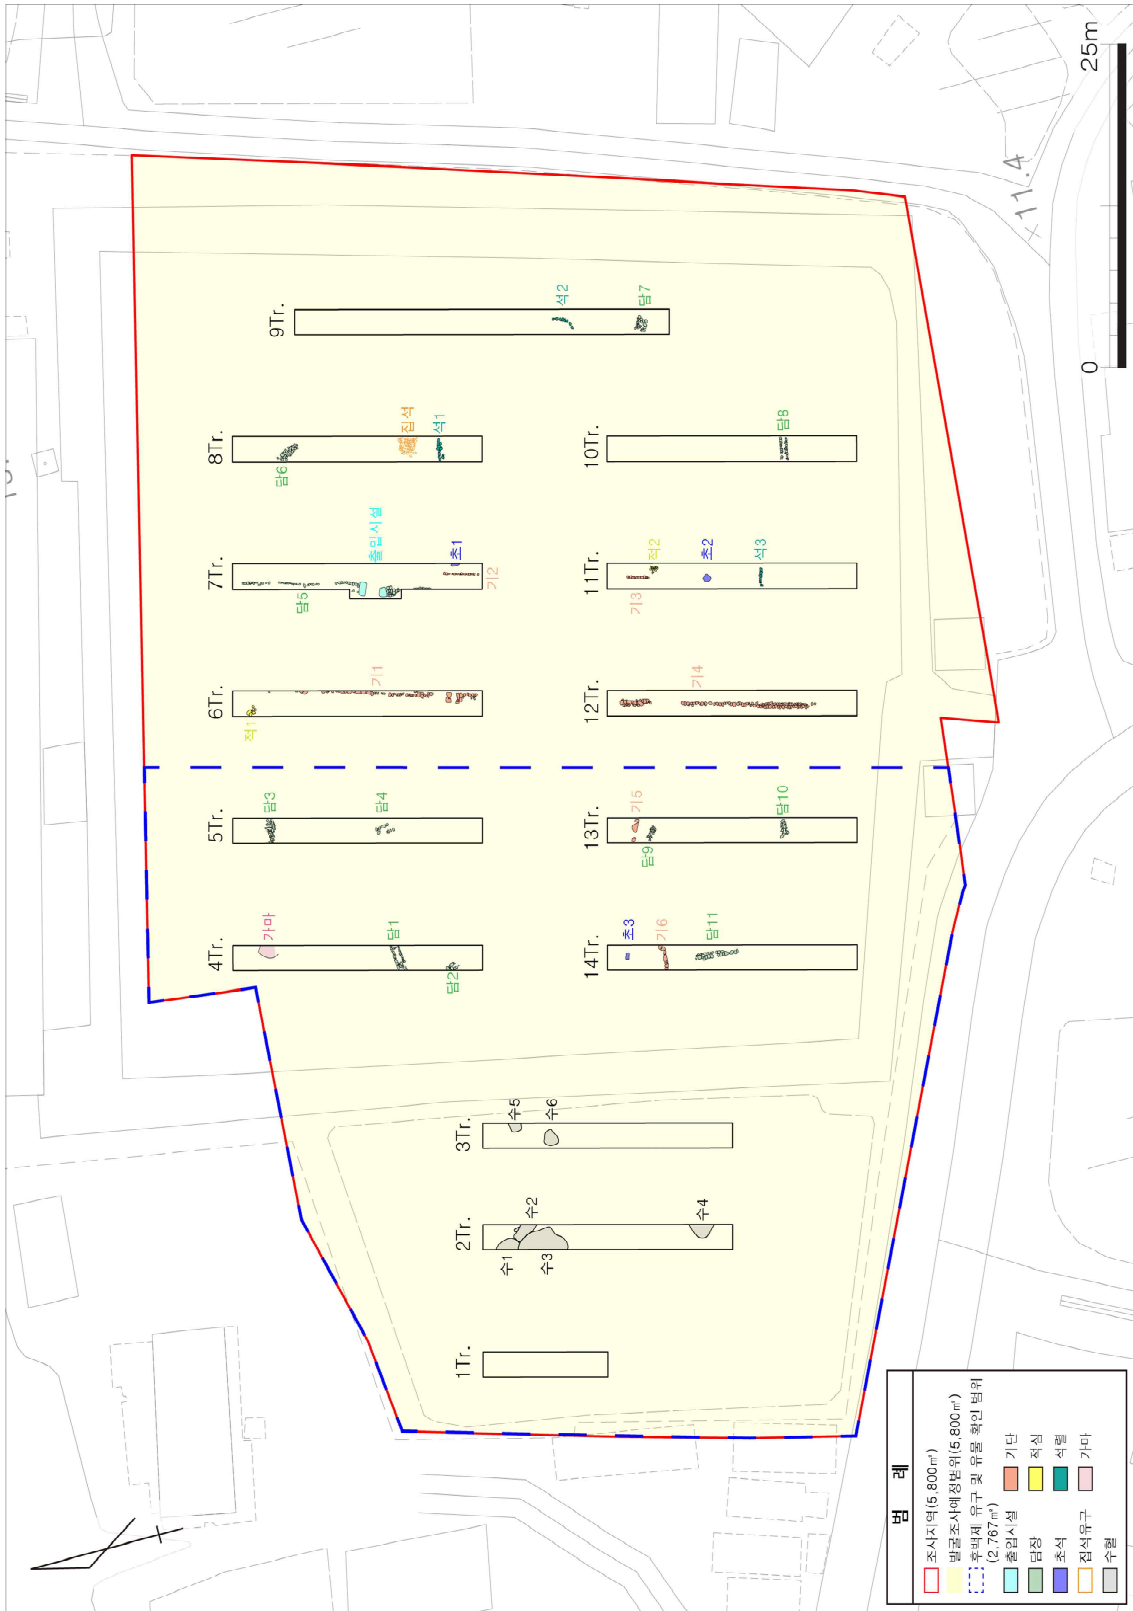 1Tr.
2Tr.
수1
수2
수3
수4
3Tr.
수5
수6
4Tr.
가마
담1
담2
5Tr.
담3
담4
6Tr.
적1
기1
7Tr.
담5
출입시설
초1
기2
8Tr.
담6
집석
석1
9Tr.
석2
담7
10Tr.
담8
11Tr.
기3
적2
초2
석3
12Tr.
기4
13Tr.
기5
담9
담10
14Tr.
초3
기6
담11
11.4
0 25m
범 례
조사지역(5,800㎡)
발굴조사예정범위(5,800㎡)
후백제 유구 및 유물 확인 범위
(2,767㎡)
출입시설 기단
담장 적심
초석 석렬
집석유구 가마
수혈